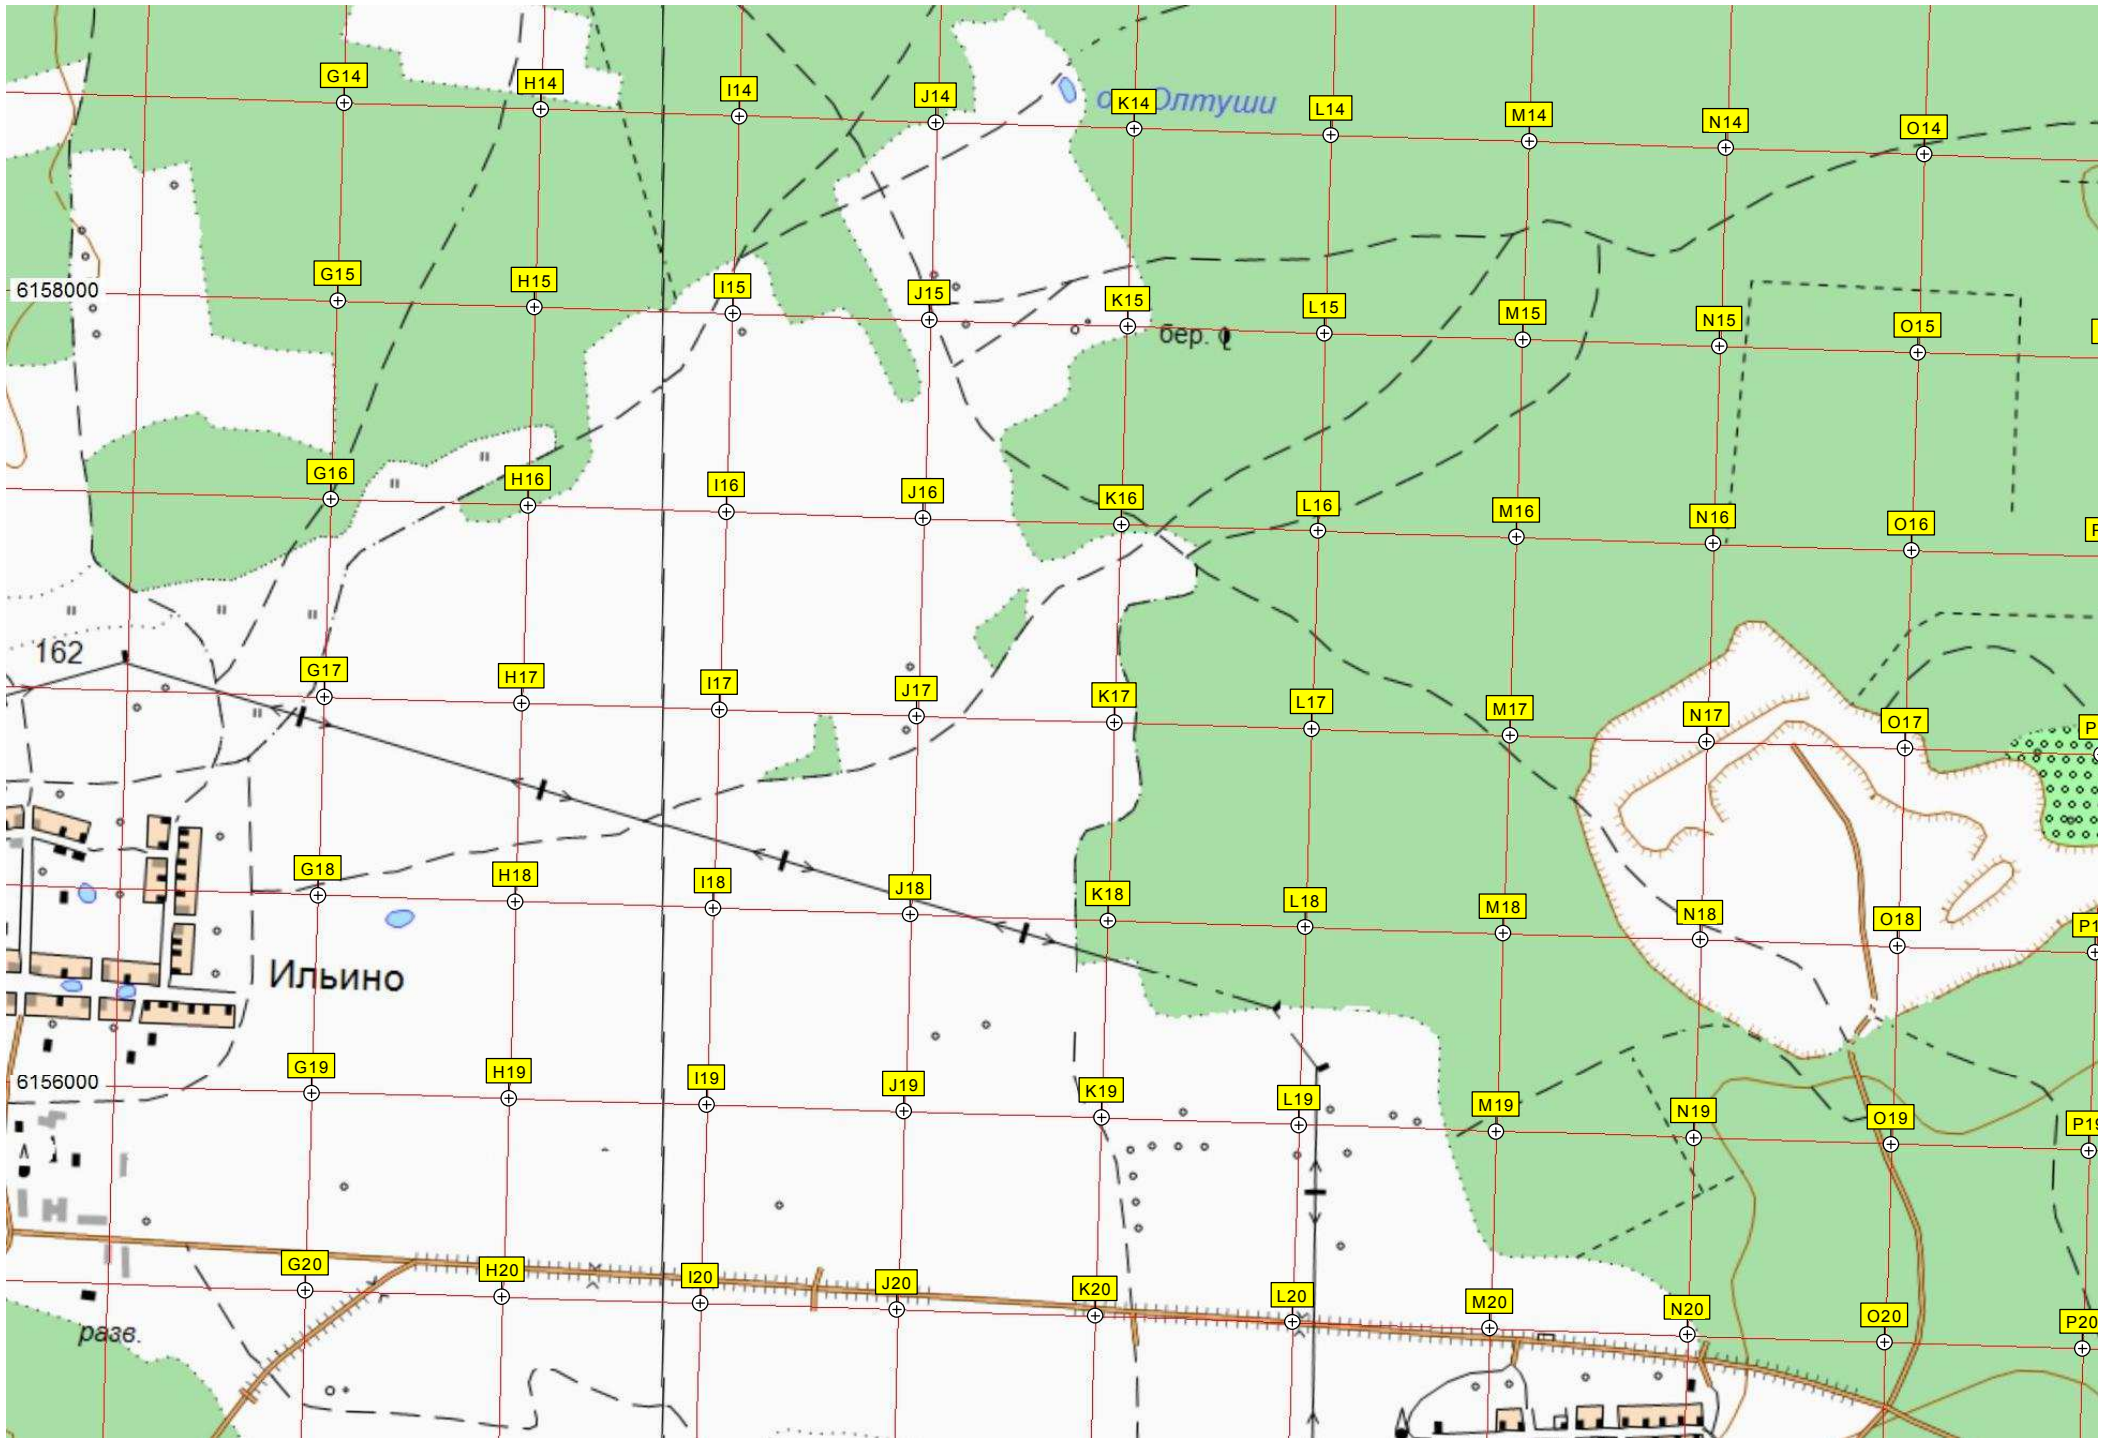 G14 H14 I14 J14 K14 о Олтуши L14 M14 N14 O14
6158000 G15 H15 I15 J15 K15 бер. L15 M15 N15 O15
G16 H16 I16 J16 K16 L16 M16 N16 O16
162
G17 H17 I17 J17 K17 L17 M17 N17 O17 P
G18 H18 I18 J18 K18 L18 M18 N18 O18 P1
Ильино
6156000 G19 H19 I19 J19 K19 L19 M19 N19 O19 P19
G20 H20 I20 J20 K20 L20 M20 N20 O20 P20
разв.